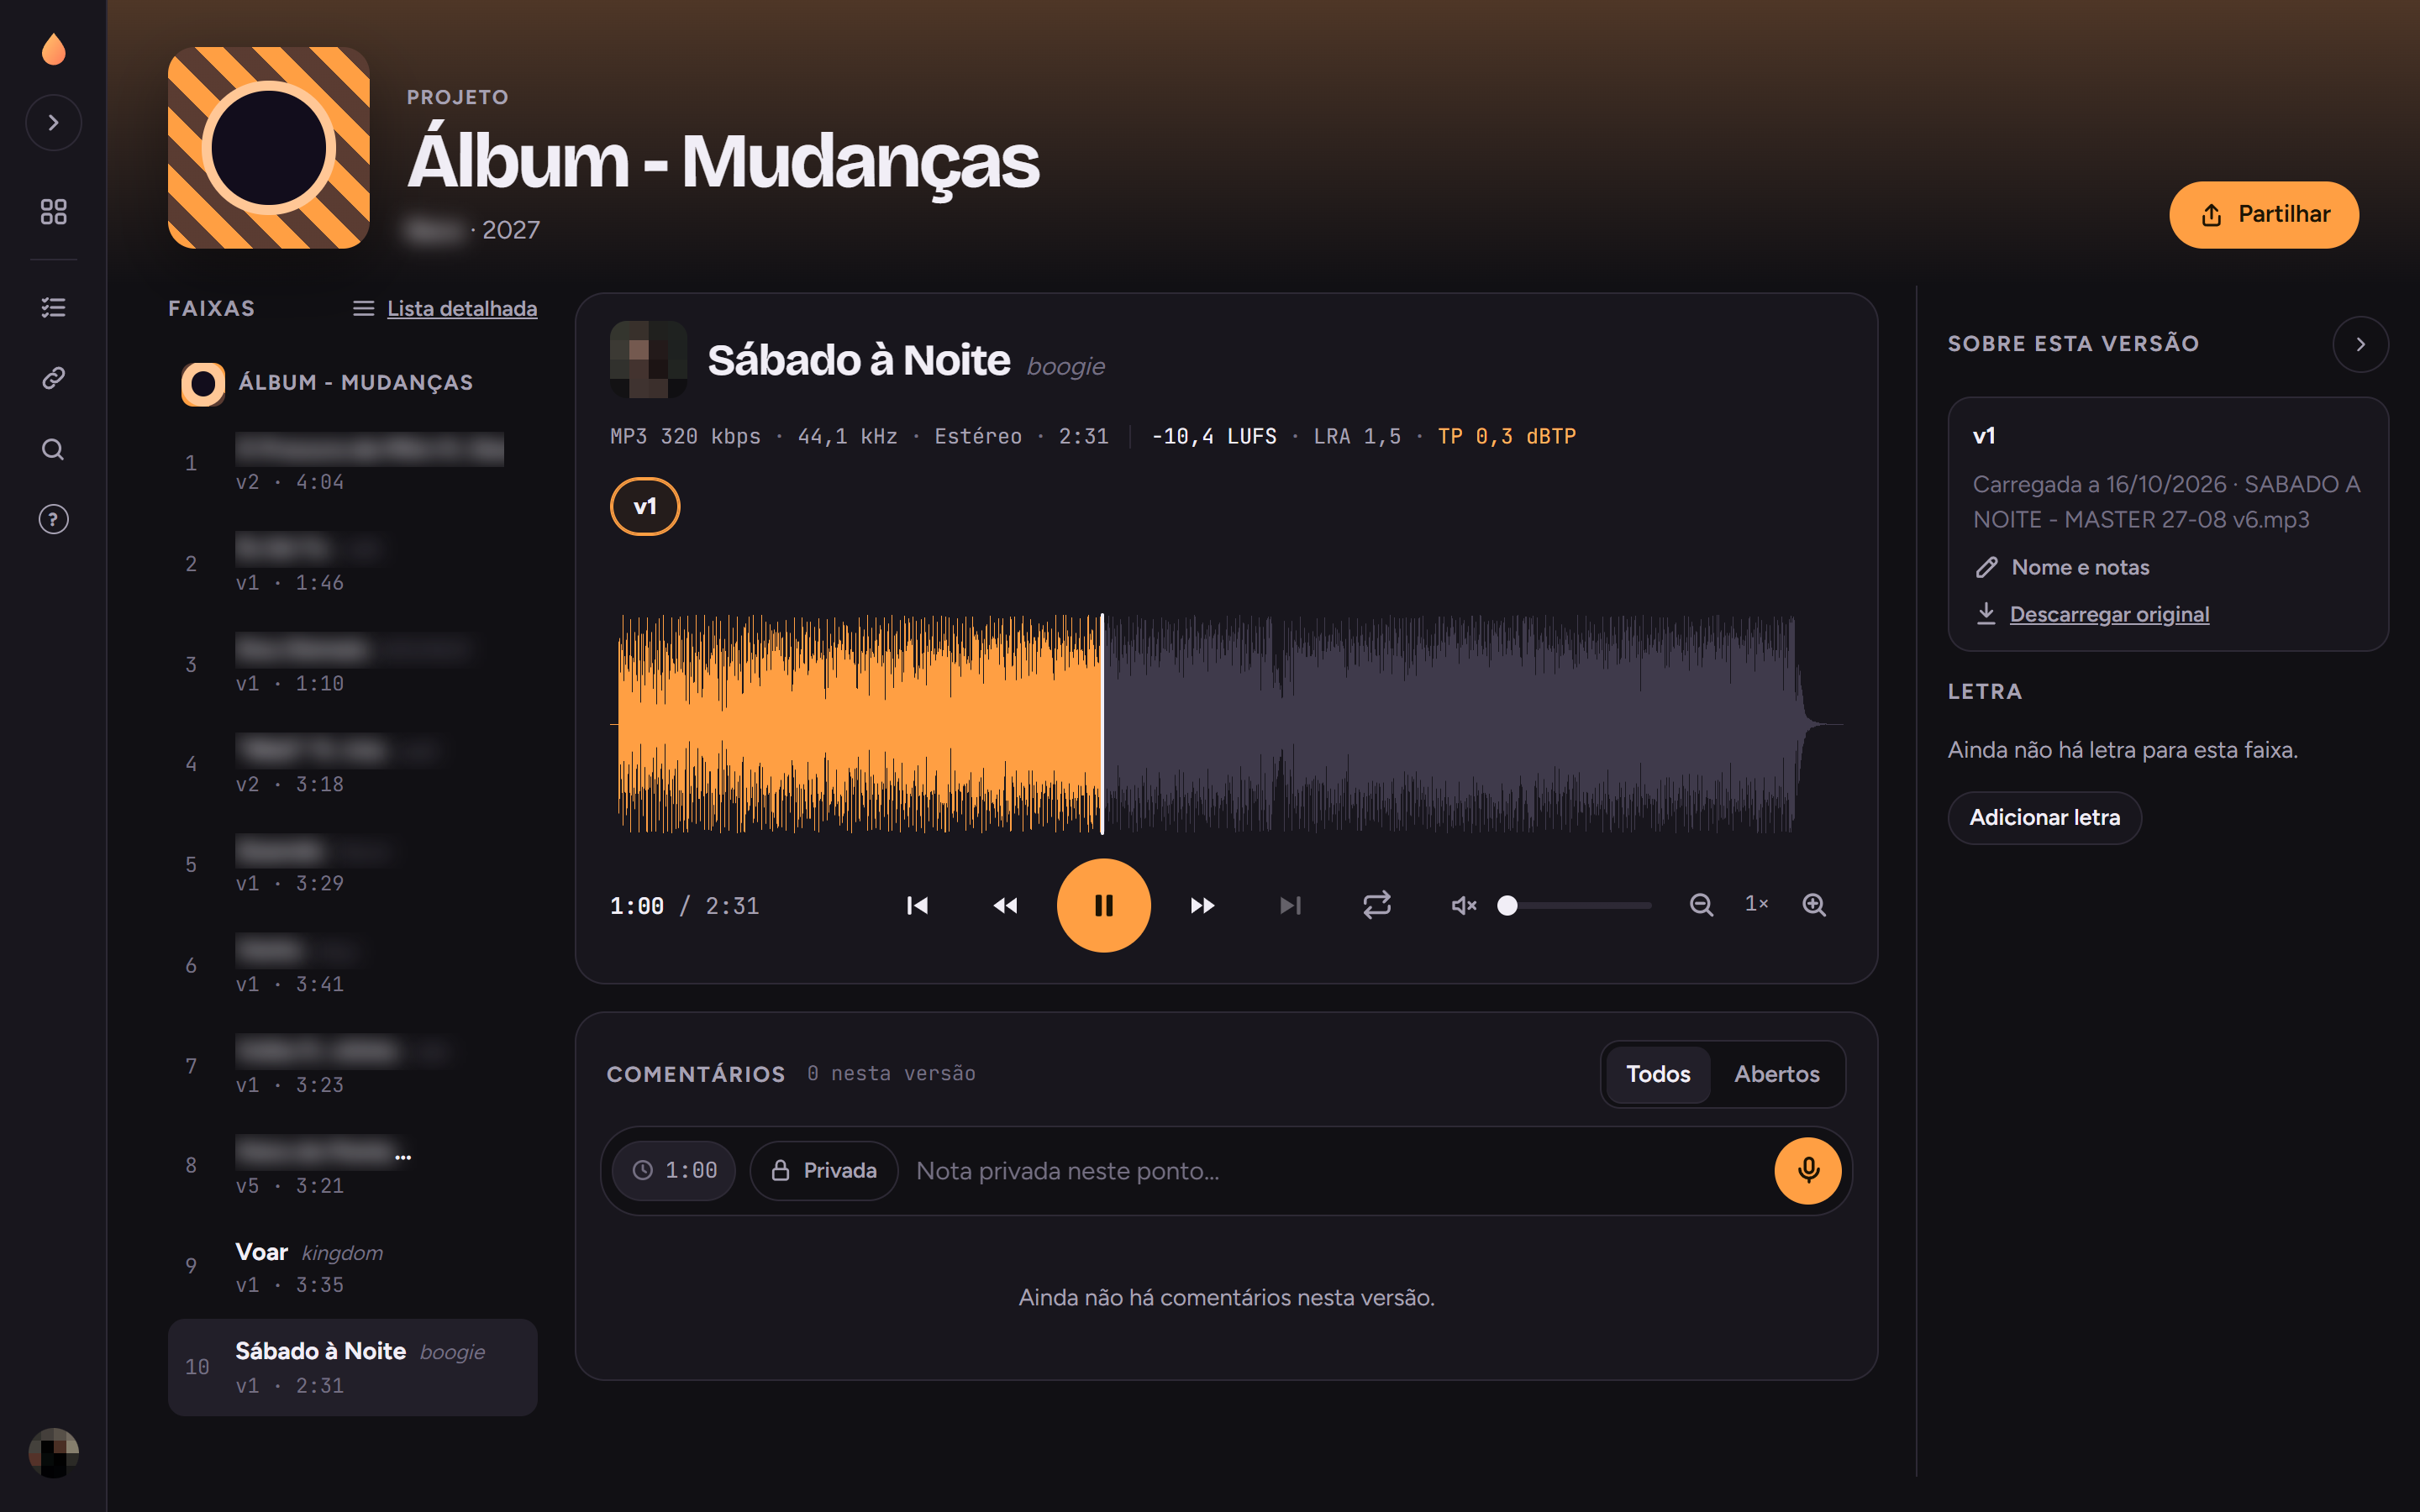 PROJETO
Álbum - Mudanças
· 2027
Partilhar
FAIXAS
Lista detalhada
ÁLBUM - MUDANÇAS
1
v2 · 4:04
2
v1 · 1:46
3
v1 · 1:10
4
v2 · 3:18
5
v1 · 3:29
6
v1 · 3:41
7
v1 · 3:23
8
...
v5 · 3:21
9
Voar kingdom
v1 · 3:35
10
Sábado à Noite boogie
v1 · 2:31
Sábado à Noite boogie
MP3 320 kbps · 44,1 kHz · Estéreo · 2:31 -10,4 LUFS · LRA 1,5 · TP 0,3 dBTP
v1
1:00 / 2:31
1×
COMENTÁRIOS 0 nesta versão
Todos
Abertos
1:00
Privada
Nota privada neste ponto...
Ainda não há comentários nesta versão.
SOBRE ESTA VERSÃO
v1
Carregada a 16/10/2026 · SABADO A
NOITE - MASTER 27-08 v6.mp3
Nome e notas
Descarregar original
LETRA
Ainda não há letra para esta faixa.
Adicionar letra